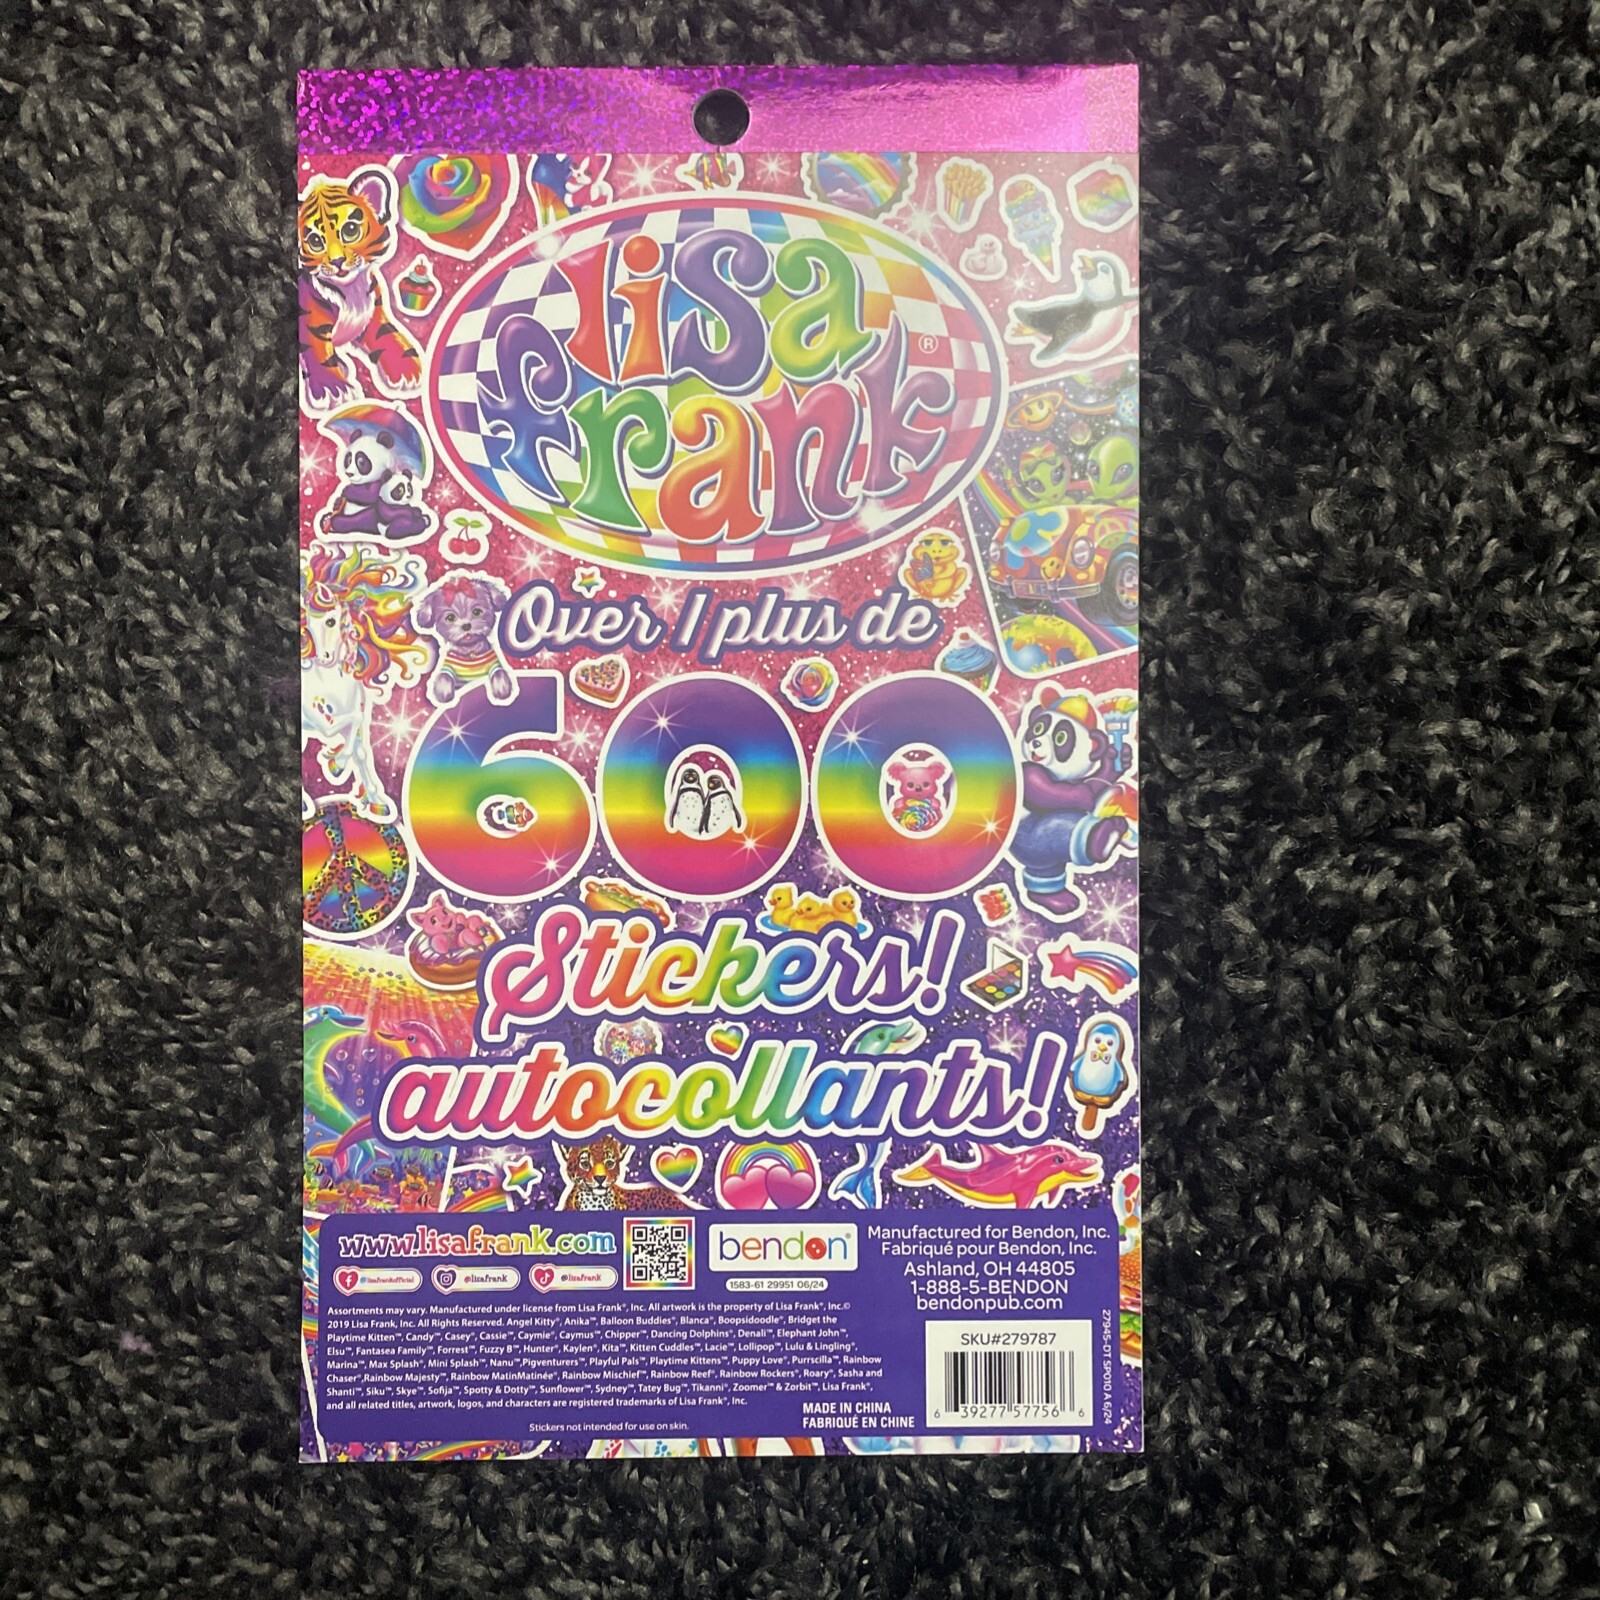 lisa
frank®
Over / plus de
600
Stickers!
autocollants!
www.lisafrank.com
@lisafrankofficial
@lisafrank
@lisafrank
bendon®
1583-61 29951 06/24
Manufactured for Bendon, Inc.
Fabriqué pour Bendon, Inc.
Ashland, OH 44805
1-888-5-BENDON
bendonpub.com
Assortments may vary. Manufactured under license from Lisa Frank®, Inc. All artwork is the property of Lisa Frank®, Inc.©
2019 Lisa Frank, Inc. All Rights Reserved. Angel Kitty®, Anika™, Balloon Buddies®, Blanca®, Boopsidoodle®, Bridget the
Playtime Kitten™, Candy™, Casey®, Cassie™, Caymie®, Caymus™, Chipper™, Dancing Dolphins®, Denali™, Elephant John™,
Elsu™, Fantasea Family™, Forrest™, Fuzzy B™, Hunter®, Kaylen®, Kita™, Kitten Cuddles™, Lacie™, Lollipop™, Lulu & Lingling®,
Marina™, Max Splash®, Mini Splash™, Nanu™,Pigventurers™, Playful Pals™, Playtime Kittens™, Puppy Love®, Purrscilla™, Rainbow
Chaser®,Rainbow Majesty™, Rainbow MatinMatinée®, Rainbow Mischief™, Rainbow Reef®, Rainbow Rockers®, Roary®, Sasha and
Shanti™, Siku™, Skye™, Sofija™, Spotty & Dotty™, Sunflower™, Sydney™, Tatey Bug™, Tikanni™, Zoomer™ & Zorbit™, Lisa Frank®,
and all related titles, artwork, logos, and characters are registered trademarks of Lisa Frank®, Inc.
Stickers not intended for use on skin.
MADE IN CHINA
FABRIQUÉ EN CHINE
SKU#279787
6 39277 57756 6
27945-DT SP010 A 6/24